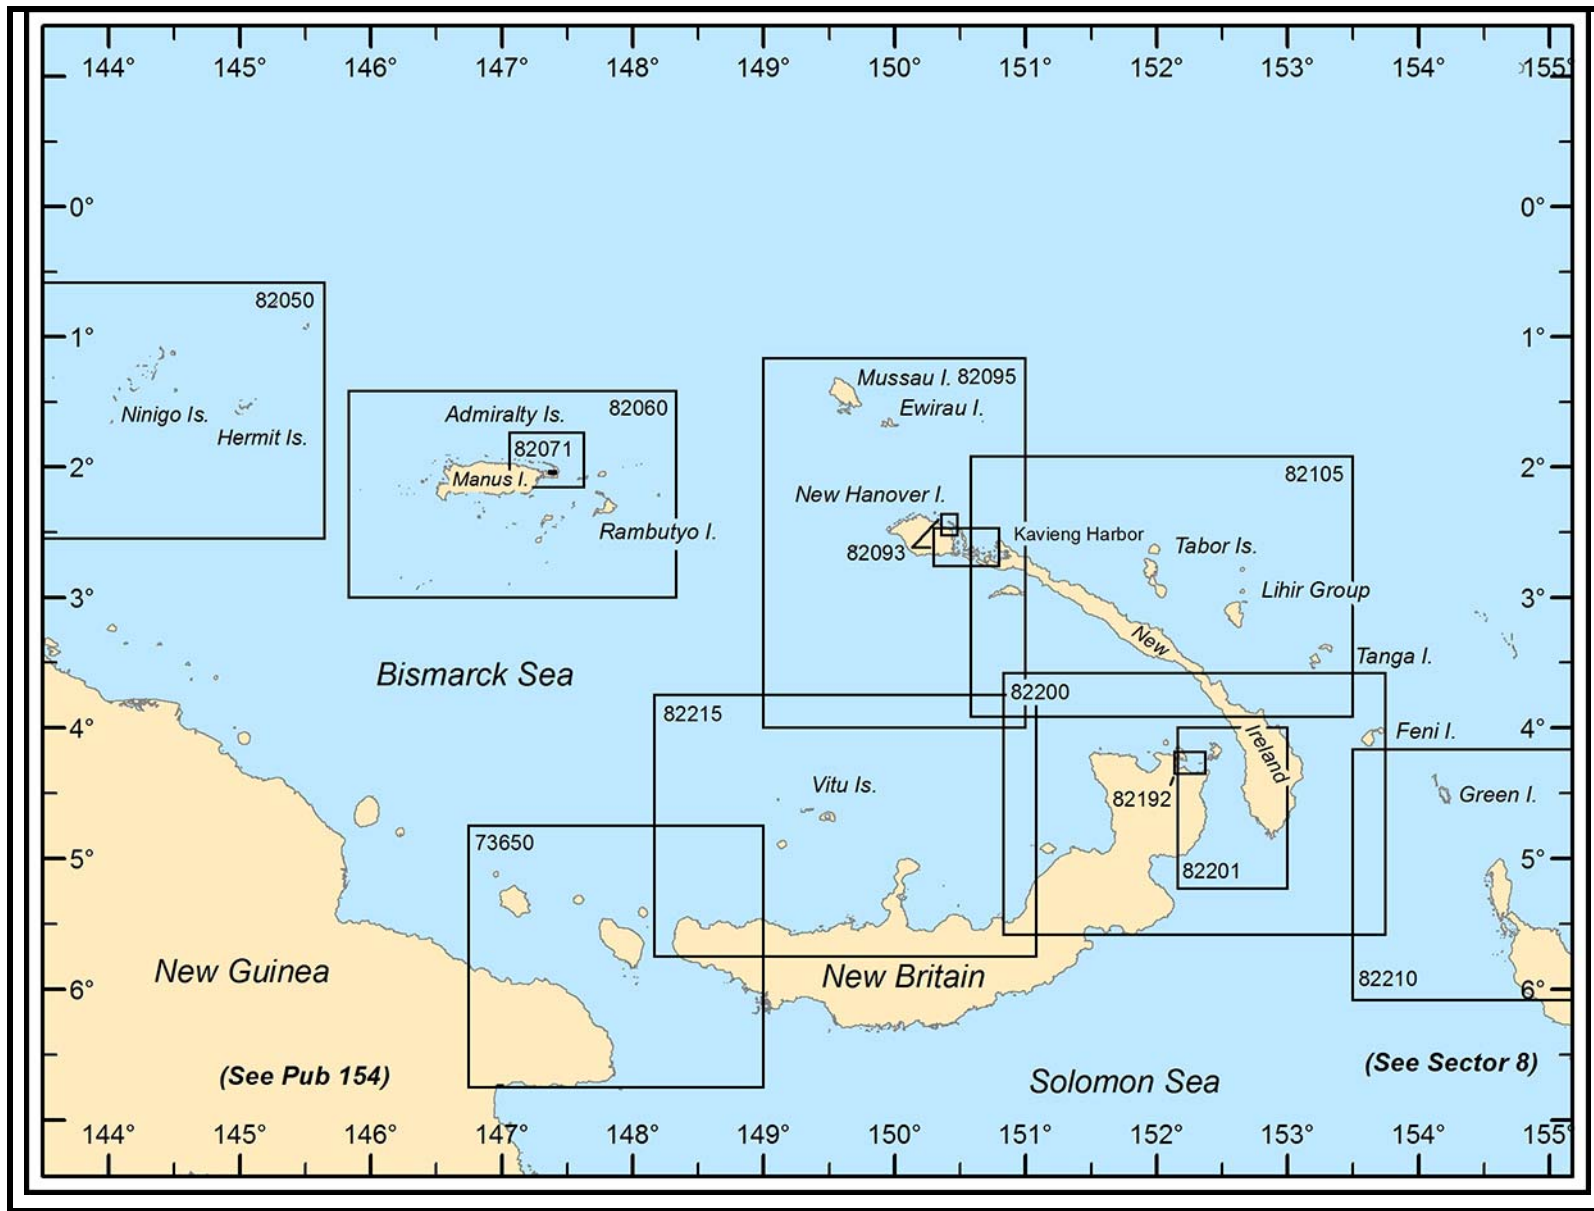 144° 145° 146° 147° 148° 149° 150° 151° 152° 153° 154° 155°
0° 0°
82050
1° 1°
Mussau I. 82095
Ewirau I.
82060
Admiralty Is.
Ninigo Is.
Hermit Is.
82071
2° 2°
Manus I.
82105
New Hanover I.
Rambutyo I.
Kavieng Harbor
82093
Tabor Is.
Lihir Group
3° 3°
New
Tanga I.
Bismarck Sea
82200
82215
4° 4°
Feni I.
Ireland
Vitu Is.
82192
Green I.
73650
5° 5°
82201
New Guinea
New Britain
82210
6° 6°
(See Pub 154)
Solomon Sea
(See Sector 8)
144° 145° 146° 147° 148° 149° 150° 151° 152° 153° 154° 155°